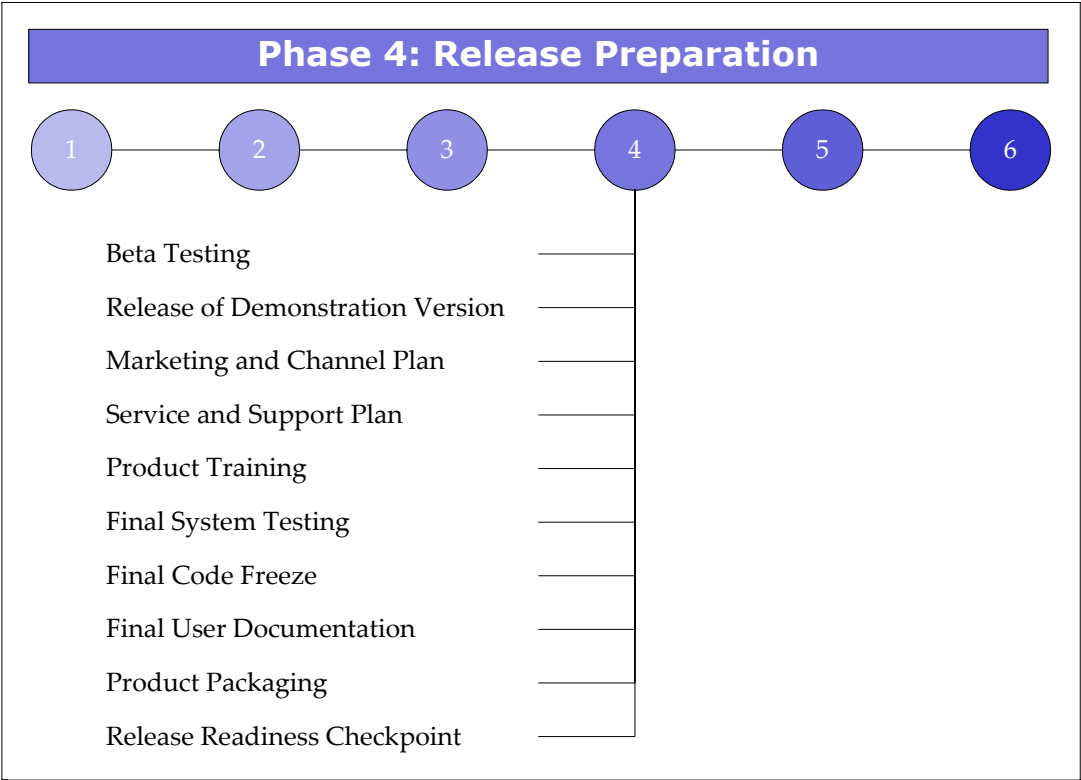 Phase 4: Release Preparation
1 2 3 4 5 6
Beta Testing
Release of Demonstration Version
Marketing and Channel Plan
Service and Support Plan
Product Training
Final System Testing
Final Code Freeze
Final User Documentation
Product Packaging
Release Readiness Checkpoint